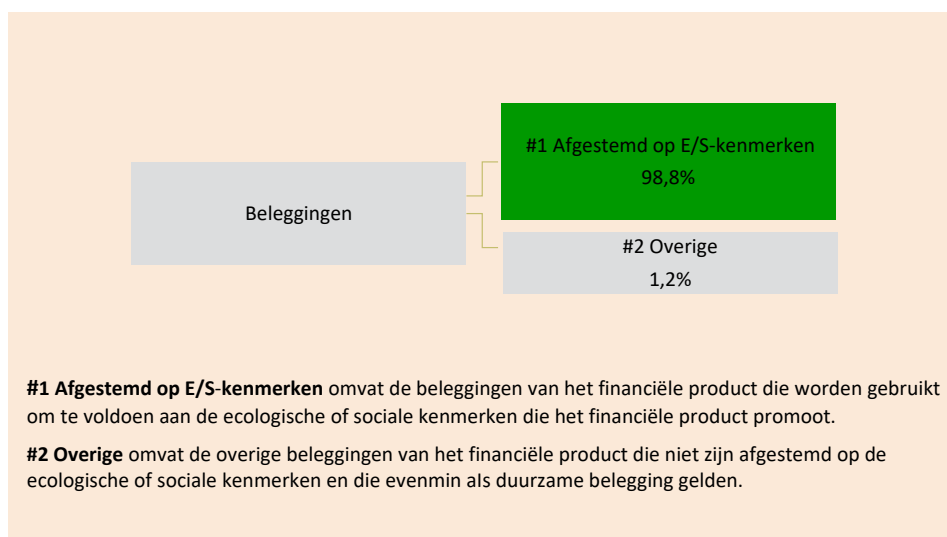 #1 Afgestemd op E/S-kenmerken
98,8%
Beleggingen
#2 Overige
1,2%
#1 Afgestemd op E/S-kenmerken omvat de beleggingen van het financiële product die worden gebruikt
om te voldoen aan de ecologische of sociale kenmerken die het financiële product promoot.
#2 Overige omvat de overige beleggingen van het financiële product die niet zijn afgestemd op de
ecologische of sociale kenmerken en die evenmin als duurzame belegging gelden.